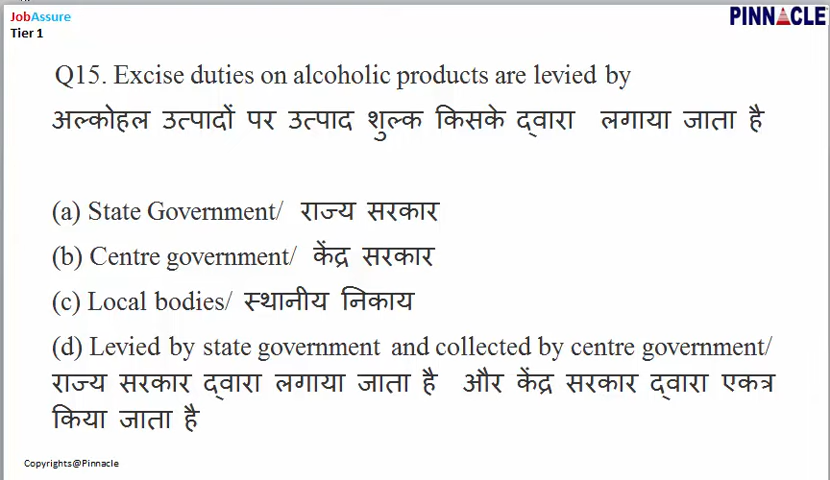 JobAssure
PINNACLE
Tier 1
Q15. Excise duties on alcoholic products are levied by
अल्कोहल उत्पादों पर उत्पाद शुल्क किसके द्वारा लगाया जाता है
(a) State Government/ राज्य सरकार
(b) Centre government/ केंद्र सरकार
(c) Local bodies/ स्थानीय निकाय
(d) Levied by state government and collected by centre government/
राज्य सरकार द्वारा लगाया जाता है और केंद्र सरकार द्वारा एकत्र
किया जाता है
Copyrights@Pinnacle